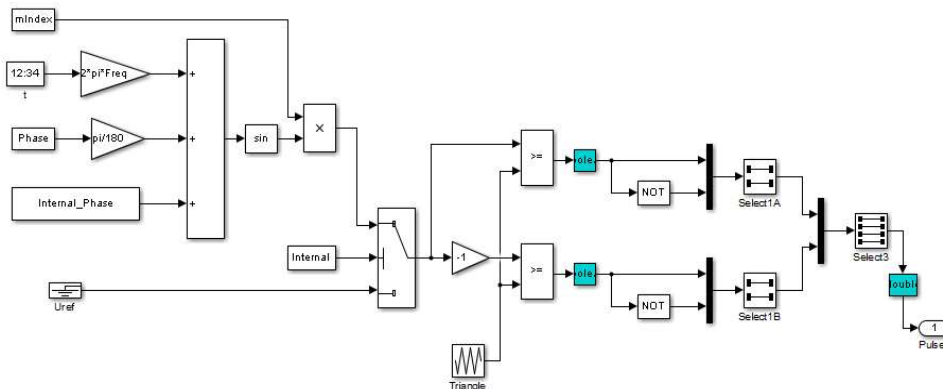 mIndex
12:34
t
2*pi*Freq
Phase
pi/180
Internal_Phase
+
+
+
sin
×
Internal
Uref
-1
Triangle
>=
>=
NOT
NOT
Select1A
Select1B
Select3
1
Pulse